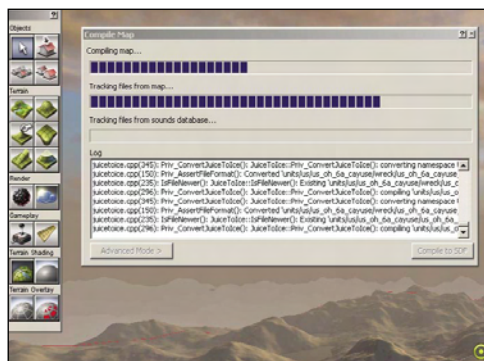 Objects
Terrain
Render
Gameplay
Terrain Shading
Terrain Overlay
Compile Map
Compiling map...
Tracking files from map...
Tracking files from sounds database...
Log
juicetoice.cpp(345): Priv_ConvertJuiceToIce(): JuiceToIce::Priv_ConvertJuiceToIce(): converting namespace
juicetoice.cpp(150): Priv_AssertFileFormat(): Converted 'units/us/us_oh_6a_cayuse/wreck/us_oh_6a_cayuse
juicetoice.cpp(235): IsFileNewer(): JuiceToIce::IsFileNewer(): Existing 'units/us/us_oh_6a_cayuse/wreck/us_o
juicetoice.cpp(296): Priv_ConvertJuiceToIce(): JuiceToIce::Priv_ConvertJuiceToIce(): compiling 'units/us/us_o
juicetoice.cpp(345): Priv_ConvertJuiceToIce(): JuiceToIce::Priv_ConvertJuiceToIce(): converting namespace
juicetoice.cpp(150): Priv_AssertFileFormat(): Converted 'units/us/us_oh_6a_cayuse/wreck/us_oh_6a_cayuse
juicetoice.cpp(235): IsFileNewer(): JuiceToIce::IsFileNewer(): Existing 'units/us/us_oh_6a_cayuse/us_oh_6a_
juicetoice.cpp(296): Priv_ConvertJuiceToIce(): JuiceToIce::Priv_ConvertJuiceToIce(): compiling 'units/us/us_o
Advanced Mode >
Compile to SDF